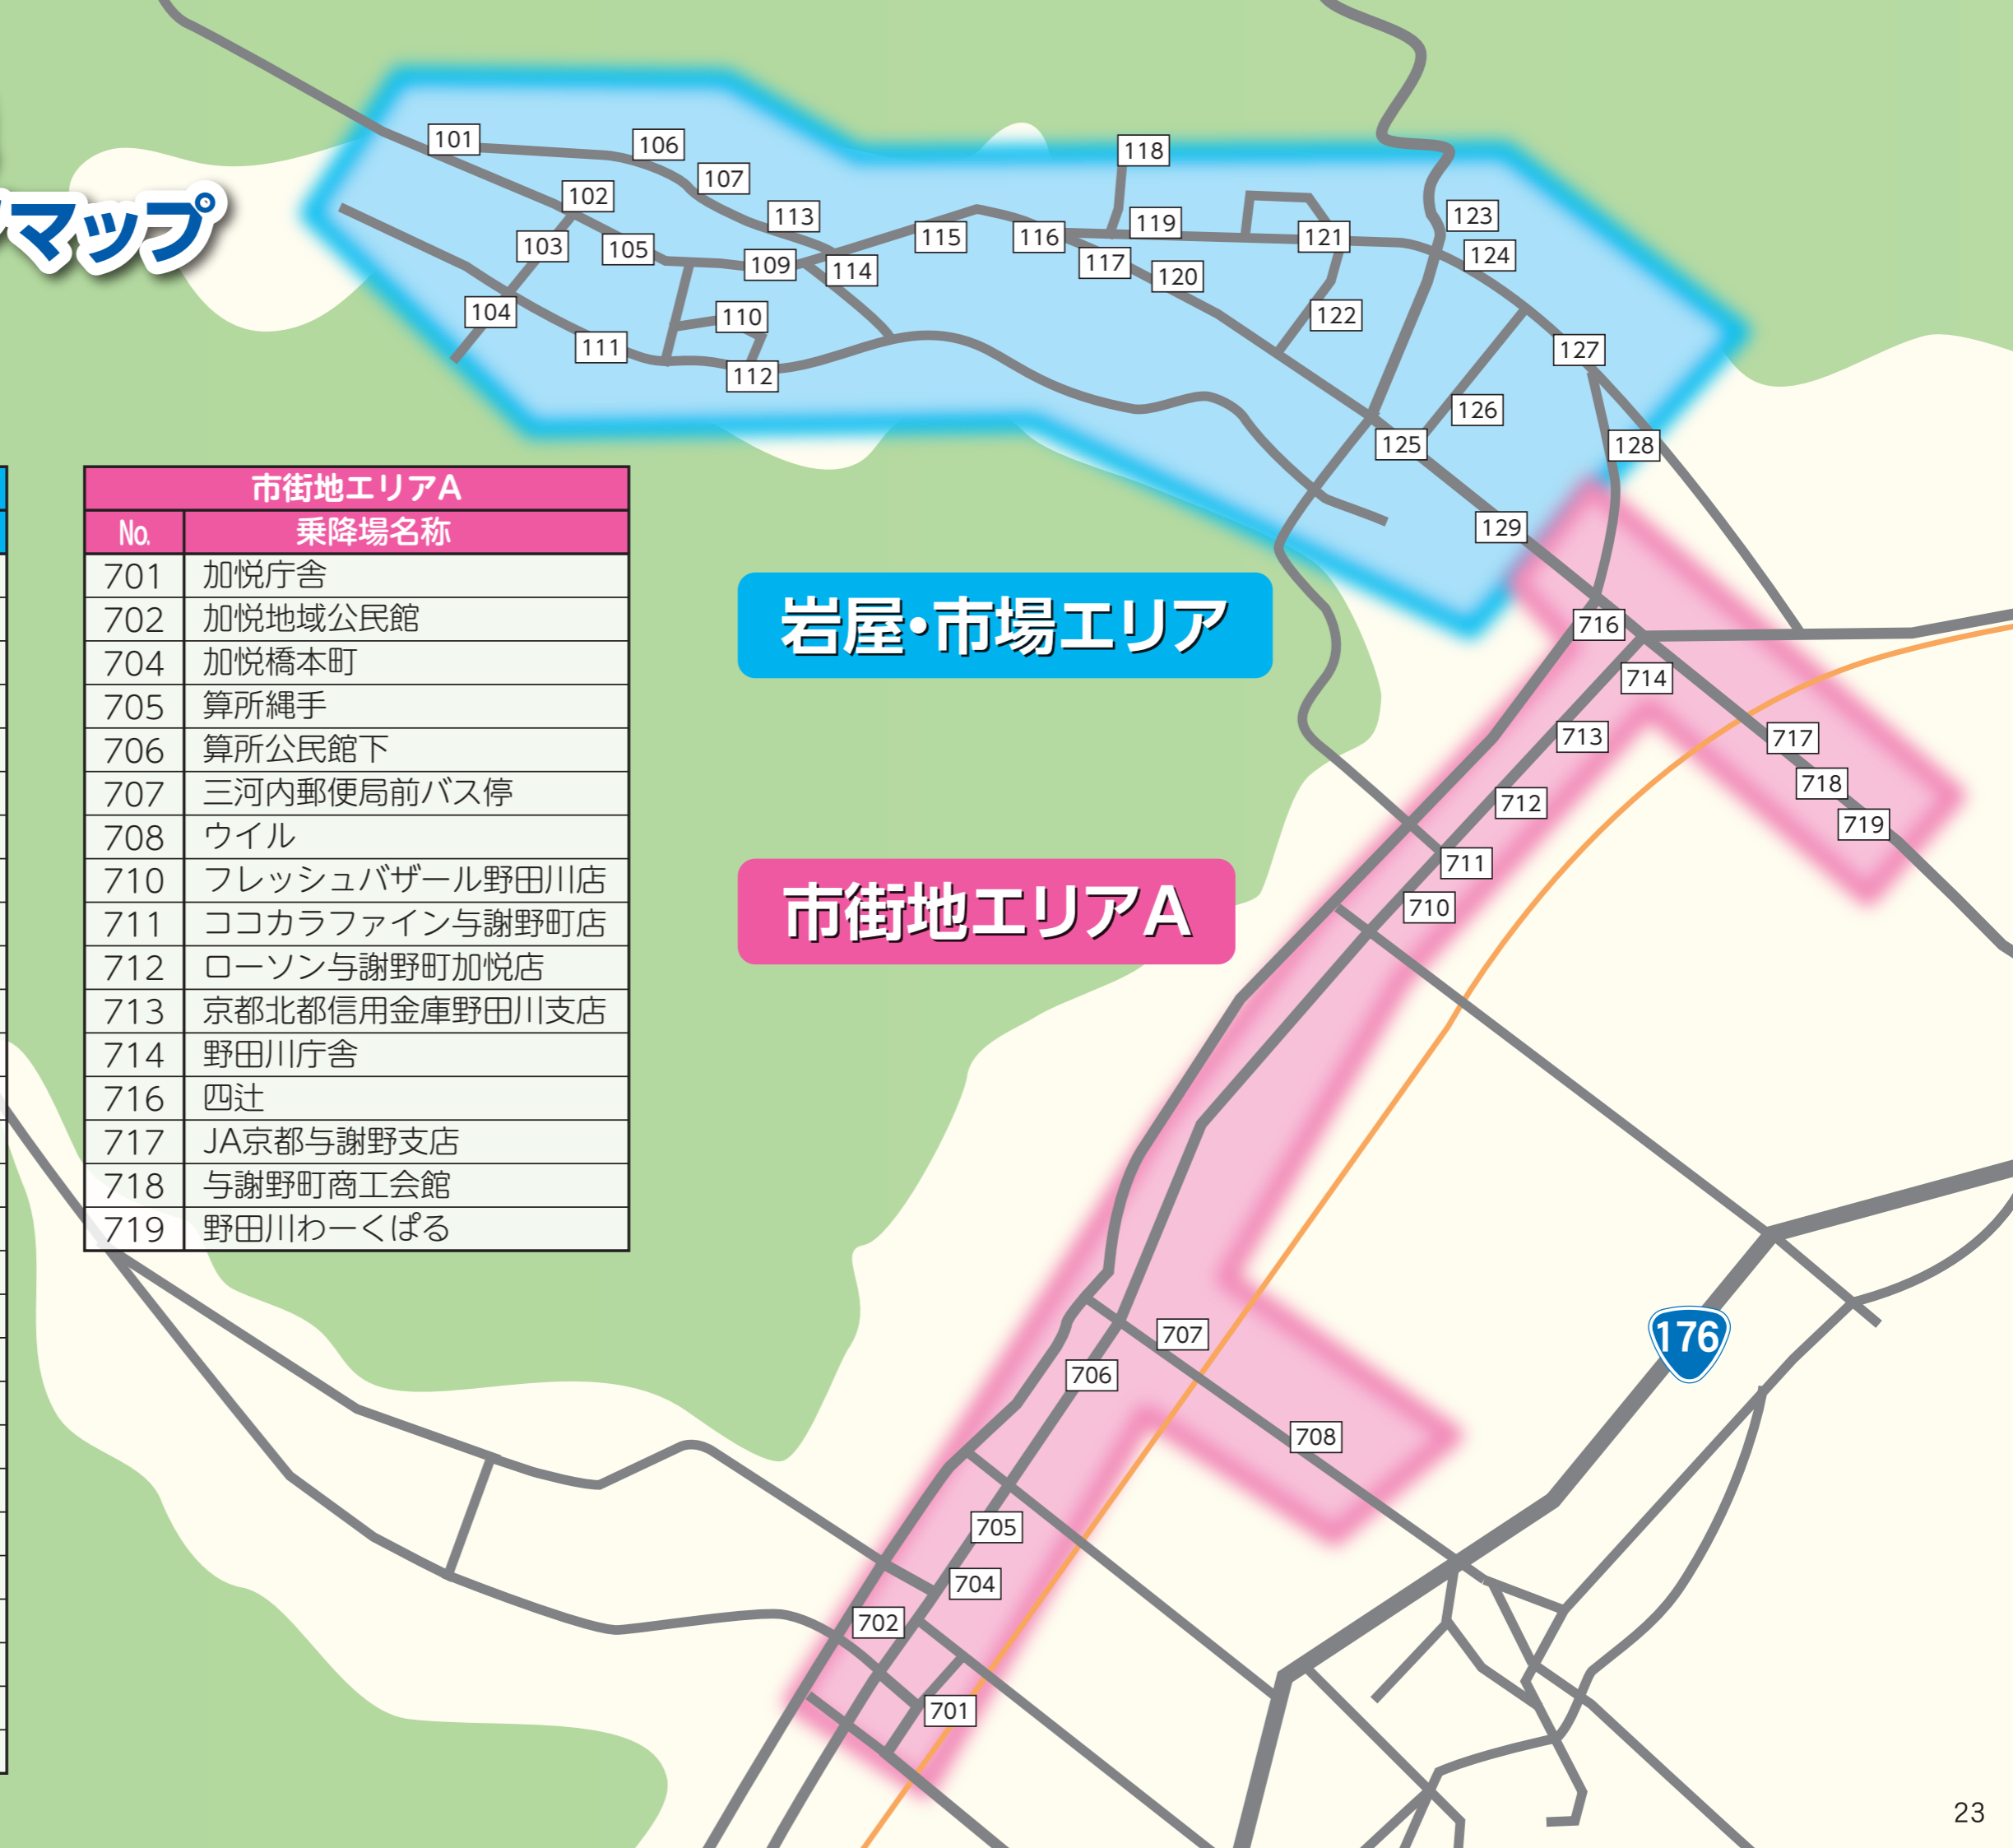 マップ
101
106
118
107
102
113
119
123
103
105
115
116
121
124
109
114
117
120
104
110
122
111
127
112
126
125
128
129
市街地エリアA
No. 乗降場名称
701 加悦庁舎
702 加悦地域公民館
704 加悦橋本町
705 算所縄手
706 算所公民館下
707 三河内郵便局前バス停
708 ウイル
710 フレッシュバザール野田川店
711 ココカラファイン与謝野町店
712 ローソン与謝野町加悦店
713 京都北都信用金庫野田川支店
714 野田川庁舎
716 四辻
717 JA京都与謝野支店
718 与謝野町商工会館
719 野田川わーくぱる
岩屋・市場エリア
市街地エリアA
716
714
713
717
718
712
719
711
710
707
176
706
708
705
704
702
701
23